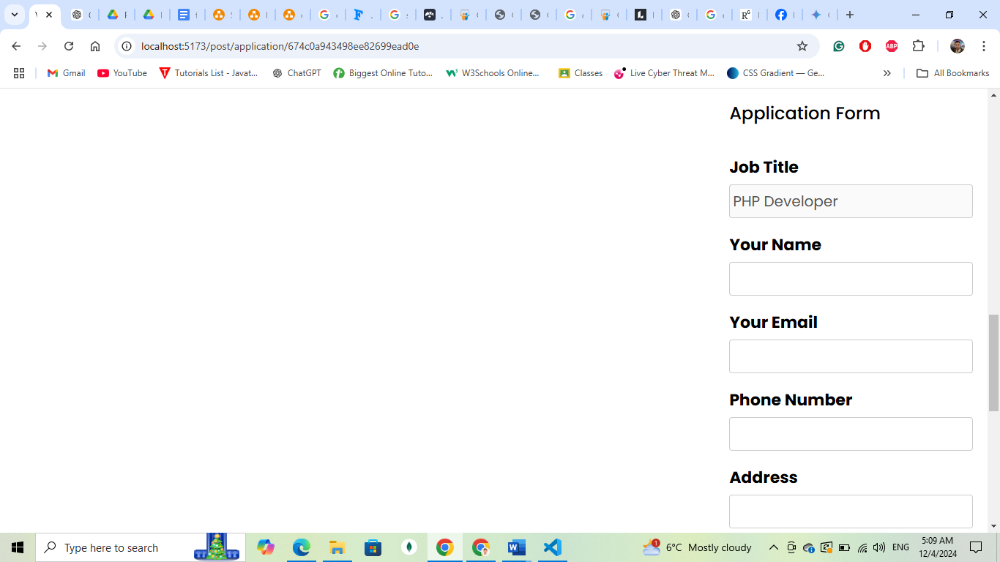 localhost:5173/post/application/674c0a943498ee82699ead0e
ABP
Gmail
YouTube
Tutorials List - Javat...
ChatGPT
Biggest Online Tuto...
W3Schools Online...
Classes
Live Cyber Threat M...
CSS Gradient — Ge...
All Bookmarks
Application Form
Job Title
PHP Developer
Your Name
Your Email
Phone Number
Address
Type here to search
6°C Mostly cloudy
ENG
5:09 AM
12/4/2024